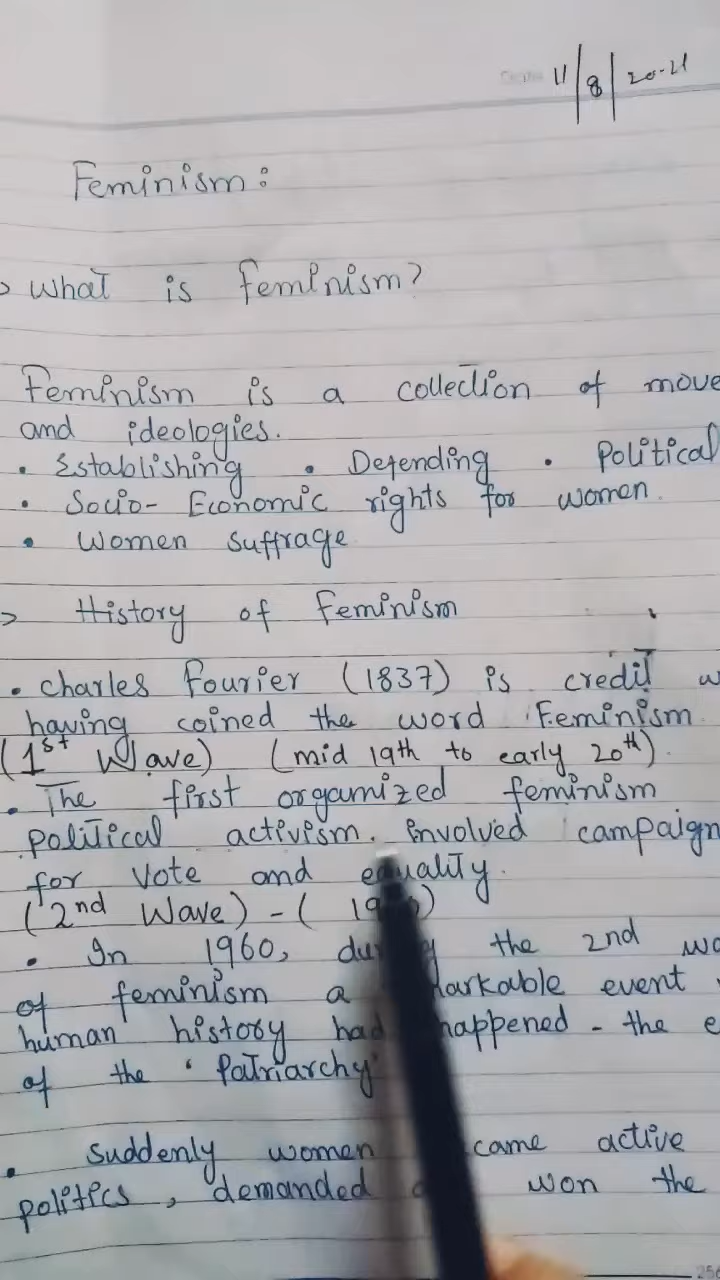 11/8/20-21
Feminism:
> What is feminism?
Feminism is a collection of move
and ideologies.
• Establishing • Defending • Political
• Socio- Economic rights for women.
• Women suffrage
> History of Feminism
• Charles Fourier (1837) is credit w
having coined the word 'Feminism
(1st Wave) (mid 19th to early 20th).
• The first organized feminism
political activism. involved campaign
for vote and equality.
(2nd Wave) - (
• In 1960, the 2nd wa
of feminism a event
human history had happened - the e
of the 'Patriarchy'
• Suddenly women came active
politics, demanded won the